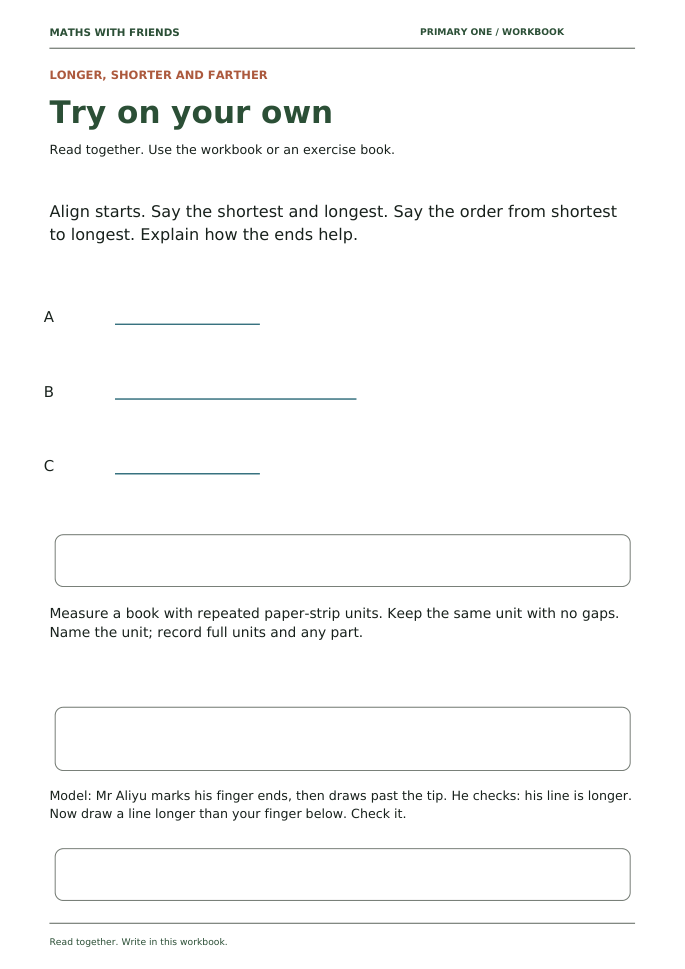 MATHS WITH FRIENDS
PRIMARY ONE / WORKBOOK
LONGER, SHORTER AND FARTHER
Try on your own
Read together. Use the workbook or an exercise book.
Align starts. Say the shortest and longest. Say the order from shortest
to longest. Explain how the ends help.
A
B
C
Measure a book with repeated paper-strip units. Keep the same unit with no gaps.
Name the unit; record full units and any part.
Model: Mr Aliyu marks his finger ends, then draws past the tip. He checks: his line is longer.
Now draw a line longer than your finger below. Check it.
Read together. Write in this workbook.